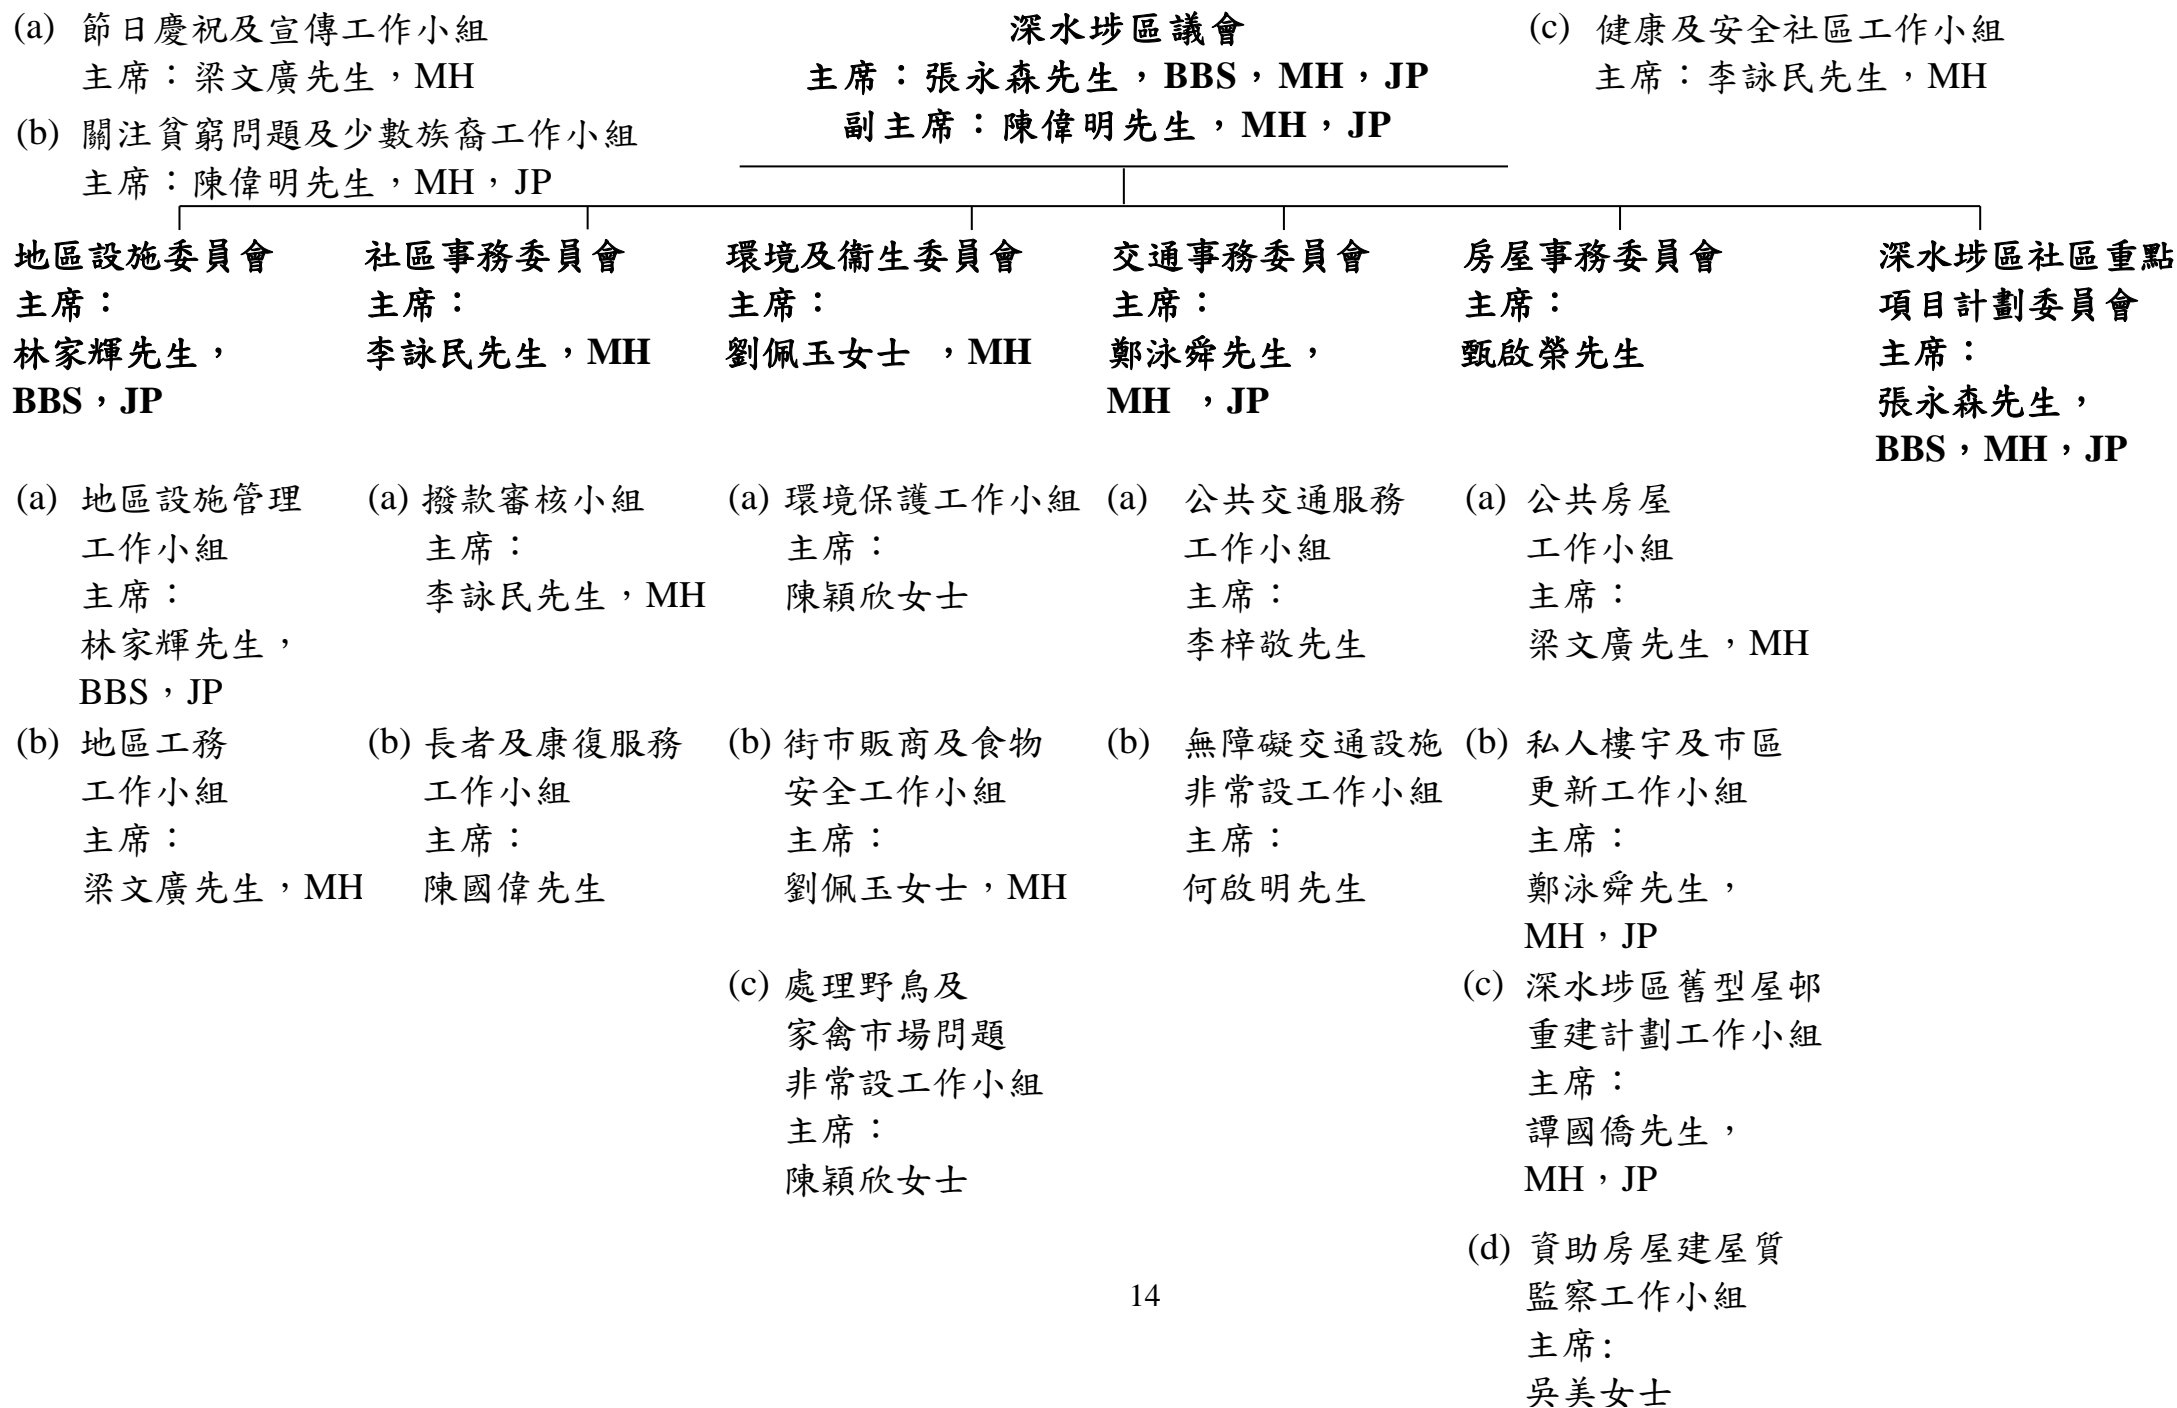 (a) 節日慶祝及宣傳工作小組
主席：梁文廣先生，MH
(b) 關注貧窮問題及少數族裔工作小組
主席：陳偉明先生，MH，JP
深水埗區議會
主席：張永森先生，BBS，MH，JP
副主席：陳偉明先生，MH，JP
(c) 健康及安全社區工作小組
主席：李詠民先生，MH
地區設施委員會
主席：
林家輝先生，
BBS，JP
社區事務委員會
主席：
李詠民先生，MH
環境及衞生委員會
主席：
劉佩玉女士 ，MH
交通事務委員會
主席：
鄭泳舜先生，
MH ，JP
房屋事務委員會
主席：
甄啟榮先生
深水埗區社區重點
項目計劃委員會
主席：
張永森先生，
BBS，MH，JP
(a) 地區設施管理
工作小組
主席：
林家輝先生，
BBS，JP
(b) 地區工務
工作小組
主席：
梁文廣先生，MH
(a) 撥款審核小組
主席：
李詠民先生，MH
(b) 長者及康復服務
工作小組
主席：
陳國偉先生
(a) 環境保護工作小組
主席：
陳穎欣女士
(b) 街市販商及食物
安全工作小組
主席：
劉佩玉女士，MH
(c) 處理野鳥及
家禽市場問題
非常設工作小組
主席：
陳穎欣女士
(a) 公共交通服務
工作小組
主席：
李梓敬先生
(b) 無障礙交通設施
非常設工作小組
主席：
何啟明先生
(a) 公共房屋
工作小組
主席：
梁文廣先生，MH
(b) 私人樓宇及市區
更新工作小組
主席：
鄭泳舜先生，
MH，JP
(c) 深水埗區舊型屋邨
重建計劃工作小組
主席：
譚國僑先生，
MH，JP
(d) 資助房屋建屋質
監察工作小組
主席:
吳美女士
14